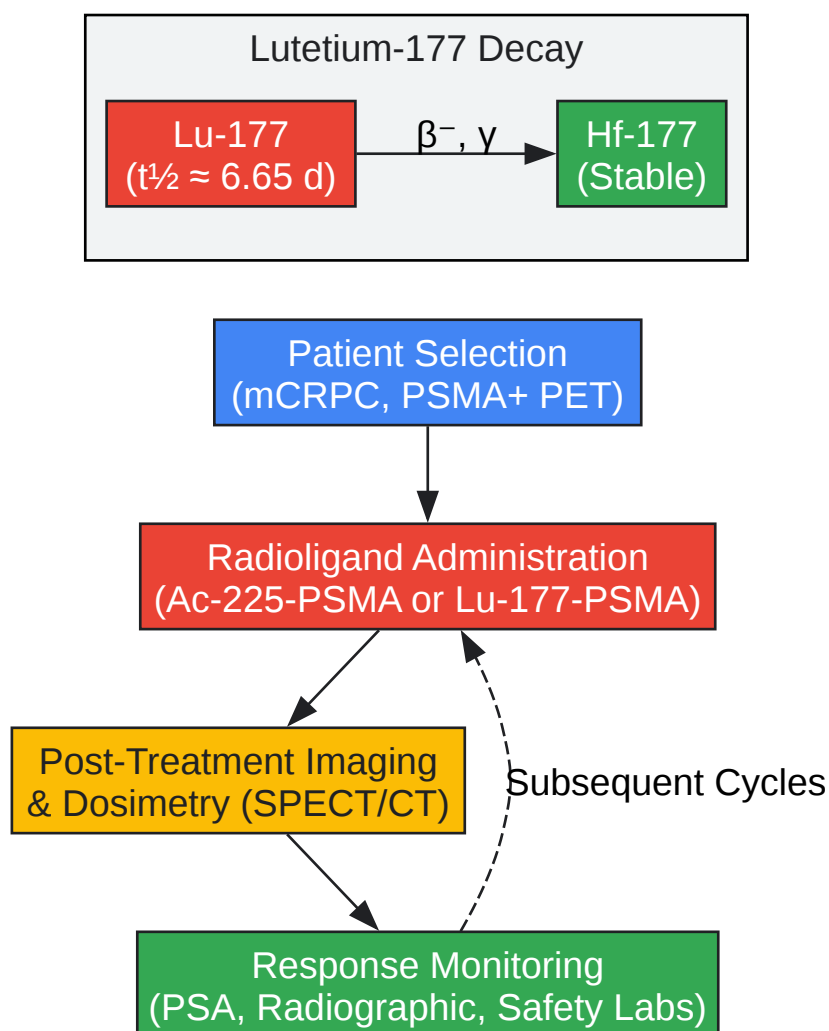 Lutetium-177 Decay
Lu-177
(t½ ≈ 6.65 d)
β⁻, γ
Hf-177
(Stable)
Patient Selection
(mCRPC, PSMA+ PET)
Radioligand Administration
(Ac-225-PSMA or Lu-177-PSMA)
Post-Treatment Imaging
& Dosimetry (SPECT/CT)
Subsequent Cycles
Response Monitoring
(PSA, Radiographic, Safety Labs)